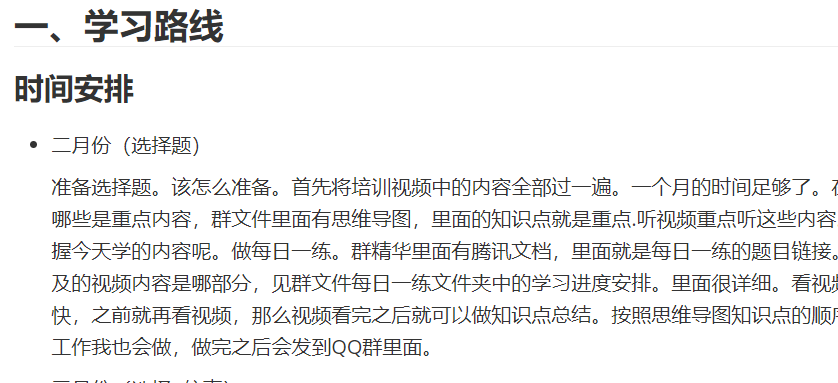 一、学习路线
时间安排
二月份（选择题）
准备选择题。该怎么准备。首先将培训视频中的内容全部过一遍。一个月的时间足够了。
哪些是重点内容，群文件里面有思维导图，里面的知识点就是重点.听视频重点听这些内容
握今天学的内容呢。做每日一练。群精华里面有腾讯文档，里面就是每日一练的题目链接。
及的视频内容是哪部分，见群文件每日一练文件夹中的学习进度安排。里面很详细。看视
快，之前就再看视频，那么视频看完之后就可以做知识点总结。按照思维导图知识点的顺
工作我也会做，做完之后会发到QQ群里面。